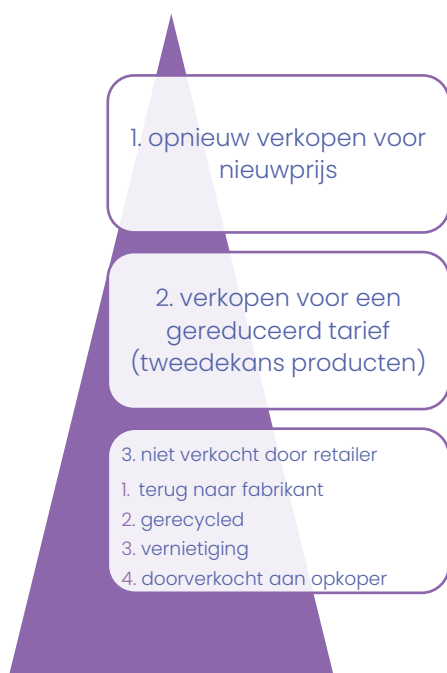 1. opnieuw verkopen voor
nieuwprijs
2. verkopen voor een
gereduceerd tarief
(tweedekans producten)
3. niet verkocht door retailer
1. terug naar fabrikant
2. gerecycled
3. vernietiging
4. doorverkocht aan opkoper